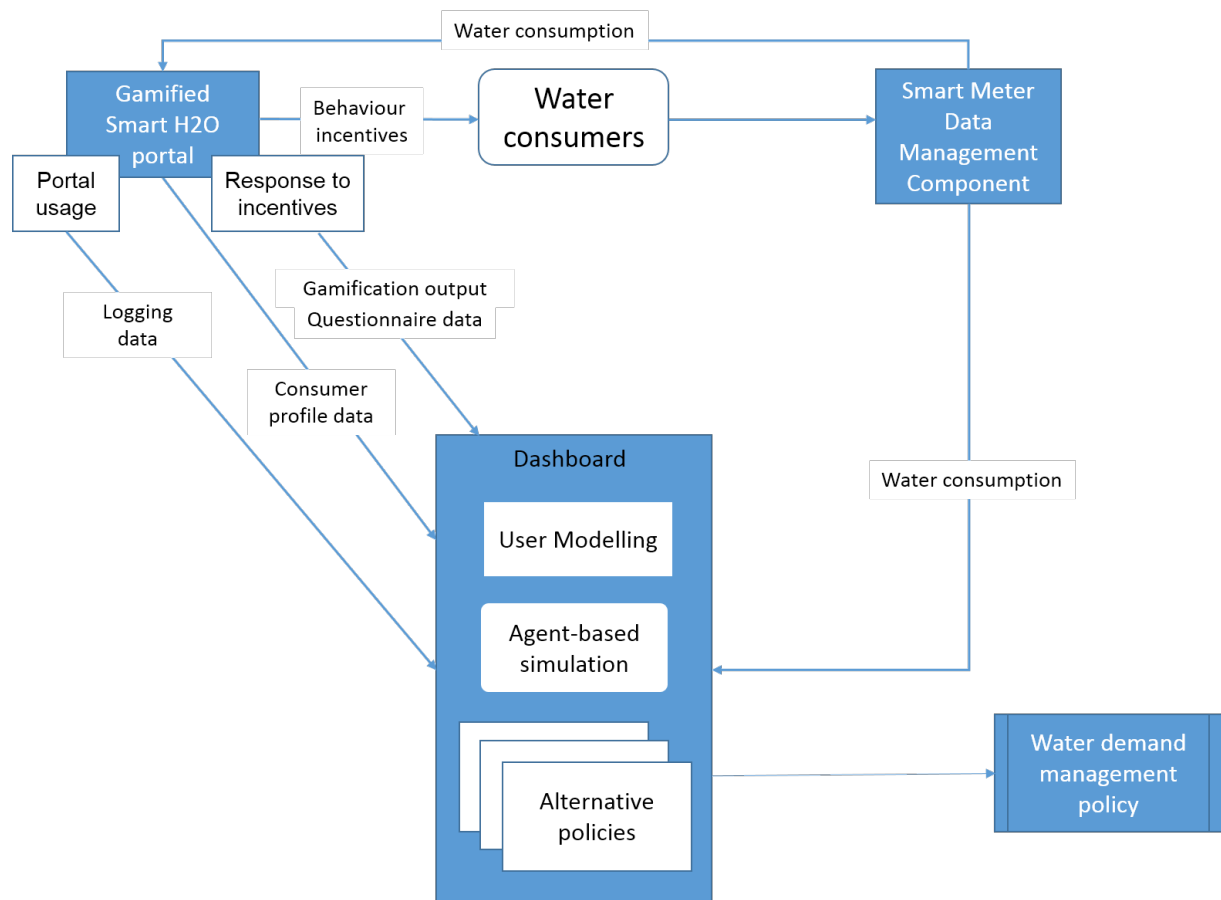 Water consumption
Gamified
Smart H2O
portal
Behaviour
incentives
Water
consumers
Smart Meter
Data
Management
Component
Portal
usage
Response to
incentives
Gamification output
Questionnaire data
Logging
data
Consumer
profile data
Water consumption
Dashboard
User Modelling
Agent-based
simulation
Alternative
policies
Water demand
management
policy